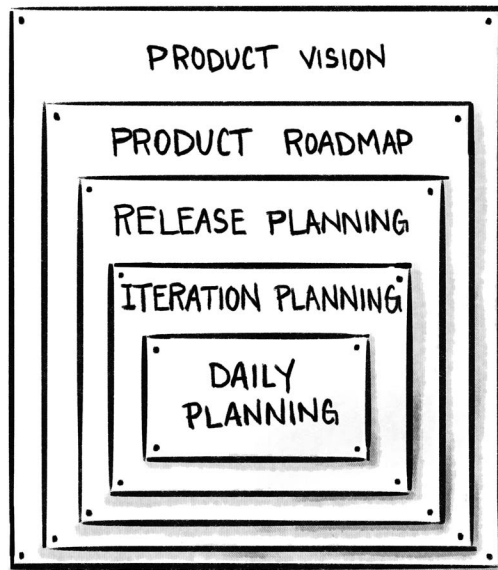 PRODUCT VISION
PRODUCT ROADMAP
RELEASE PLANNING
ITERATION PLANNING
DAILY
PLANNING